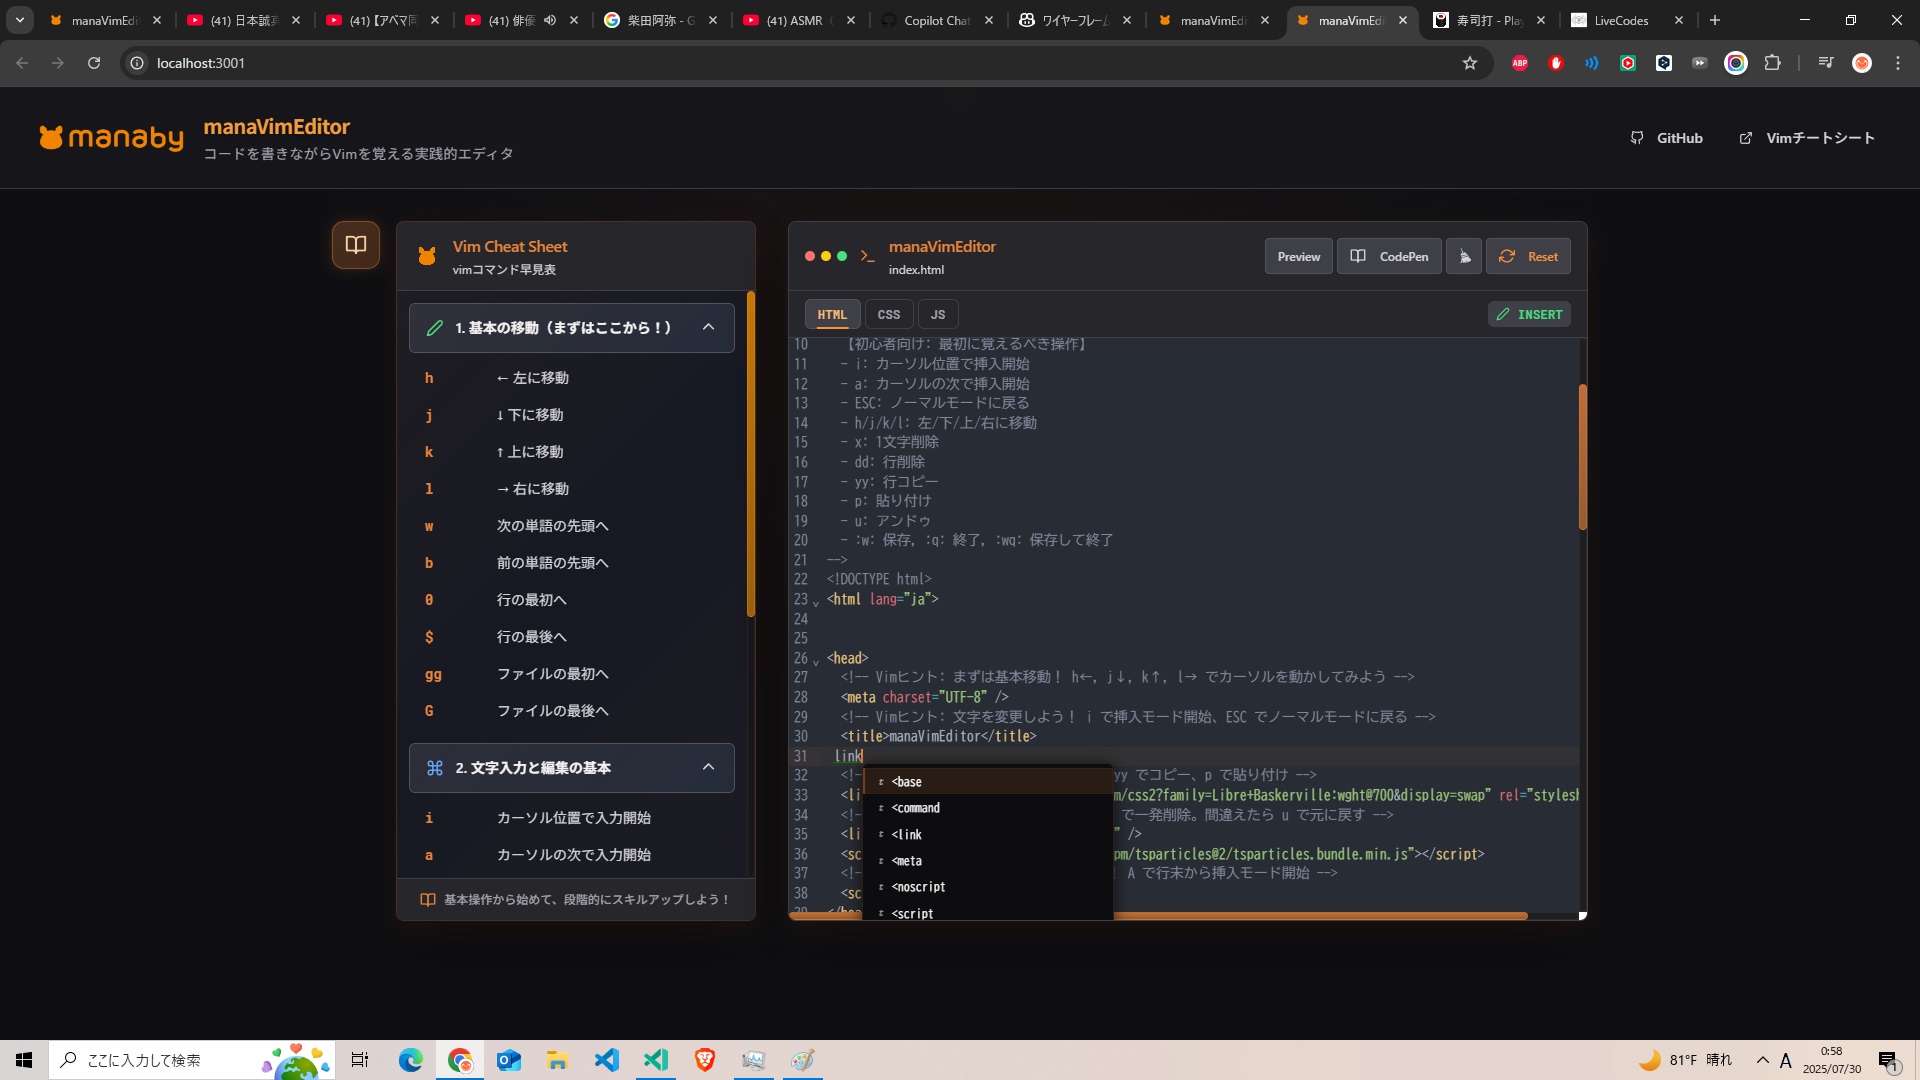 manaVimEdi
(41) 日本誠
(41) 【アベマ同
(41) 俳優
柴田阿弥 - G
(41) ASMR
Copilot Chat
ワイヤーフレーム
manaVimEdi
manaVimEdi
寿司打 - Pla
LiveCodes
localhost:3001
ABP
manaby
manaVimEditor
コードを書きながらVimを覚える実践的エディタ
GitHub
Vimチートシート
Vim Cheat Sheet
vimコマンド早見表
1. 基本の移動（まずはここから！）
h ← 左に移動
j ↓ 下に移動
k ↑ 上に移動
l → 右に移動
w 次の単語の先頭へ
b 前の単語の先頭へ
0 行の最初へ
$ 行の最後へ
gg ファイルの最初へ
G ファイルの最後へ
2. 文字入力と編集の基本
i カーソル位置で入力開始
a カーソルの次で入力開始
基本操作から始めて、段階的にスキルアップしよう！
manaVimEditor
index.html
Preview
CodePen
Reset
HTML
CSS
JS
INSERT
10 【初心者向け: 最初に覚えるべき操作】
11 - i: カーソル位置で挿入開始
12 - a: カーソルの次で挿入開始
13 - ESC: ノーマルモードに戻る
14 - h/j/k/l: 左/下/上/右に移動
15 - x: 1文字削除
16 - dd: 行削除
17 - yy: 行コピー
18 - p: 貼り付け
19 - u: アンドゥ
20 - :w: 保存, :q: 終了, :wq: 保存して終了
21 -->
22 <!DOCTYPE html>
23 <html lang="ja">
24
25
26 <head>
27 <!-- Vimヒント: まずは基本移動！ h←, j↓, k↑, l→ でカーソルを動かしてみよう -->
28 <meta charset="UTF-8" />
29 <!-- Vimヒント: 文字を変更しよう！ i で挿入モード開始、ESC でノーマルモードに戻る -->
30 <title>manaVimEditor</title>
31 link
32 <!- yy でコピー、p で貼り付け -->
33 <li m/css2?family=Libre+Baskerville:wght@700&display=swap" rel="stylesh
34 <!- で一発削除。間違えたら u で元に戻す -->
35 <li " />
36 <sc pm/tsparticles@2/tsparticles.bundle.min.js"></script>
37 <!- ！ A で行末から挿入モード開始 -->
38 <sc
39 </hea
t <base
t <command
t <link
t <meta
t <noscript
t <script
ここに入力して検索
81°F 晴れ
A
0:58
2025/07/30
1